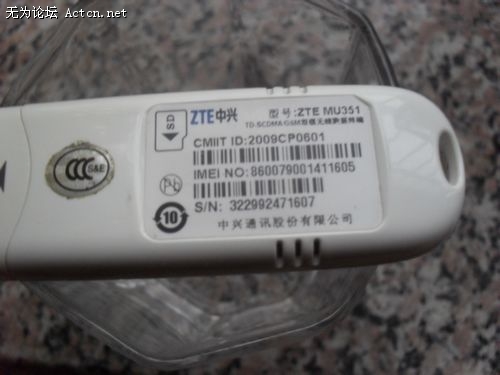 无为论坛 Actcn.net
SD
ZTE中兴 型号:ZTE MU351
TD-SCDMA/GSM双模无线数据终端
CMIIT ID:2009CP0601
CCC S&E
Pb
IMEI NO:860079001411605
10
S/N: 322992471607
中兴通讯股份有限公司